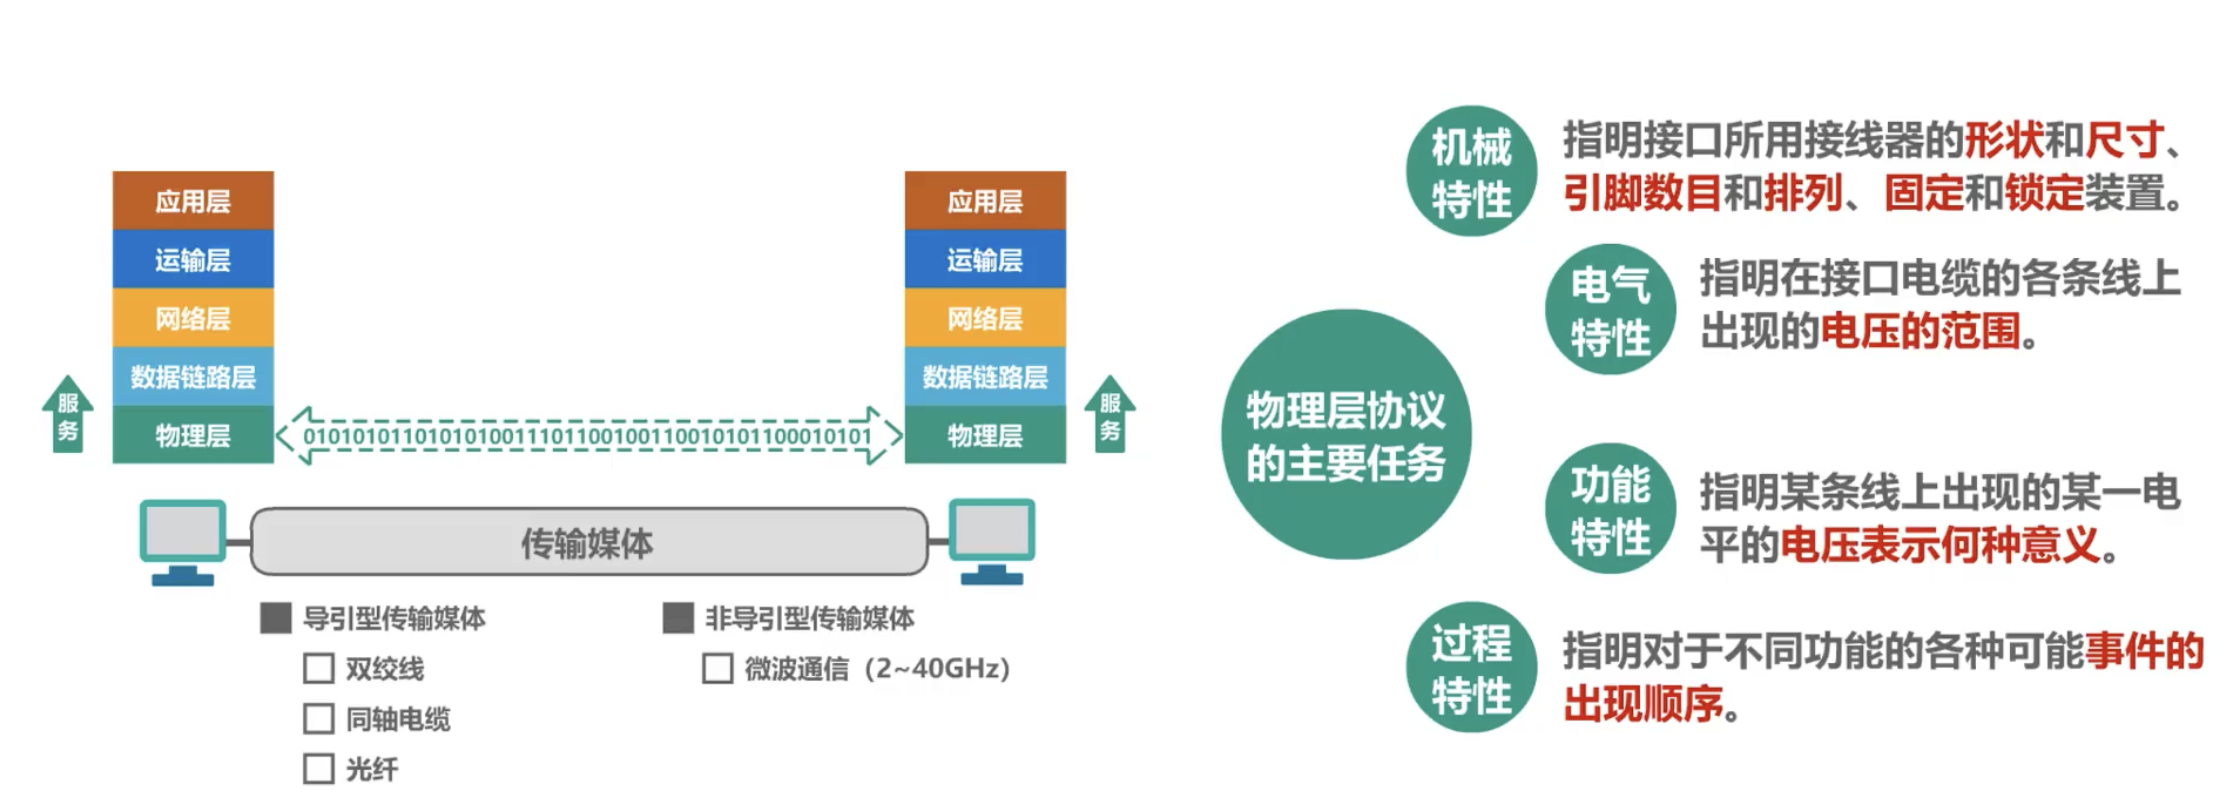 应用层
运输层
网络层
数据链路层
物理层
服务
0101010110101010011101100100110010101100010101
应用层
运输层
网络层
数据链路层
物理层
服务
传输媒体
导引型传输媒体
双绞线
同轴电缆
光纤
非导引型传输媒体
微波通信（2~40GHz）
物理层协议
的主要任务
机械
特性
指明接口所用接线器的形状和尺寸、
引脚数目和排列、固定和锁定装置。
电气
特性
指明在接口电缆的各条线上
出现的电压的范围。
功能
特性
指明某条线上出现的某一电
平的电压表示何种意义。
过程
特性
指明对于不同功能的各种可能事件的
出现顺序。